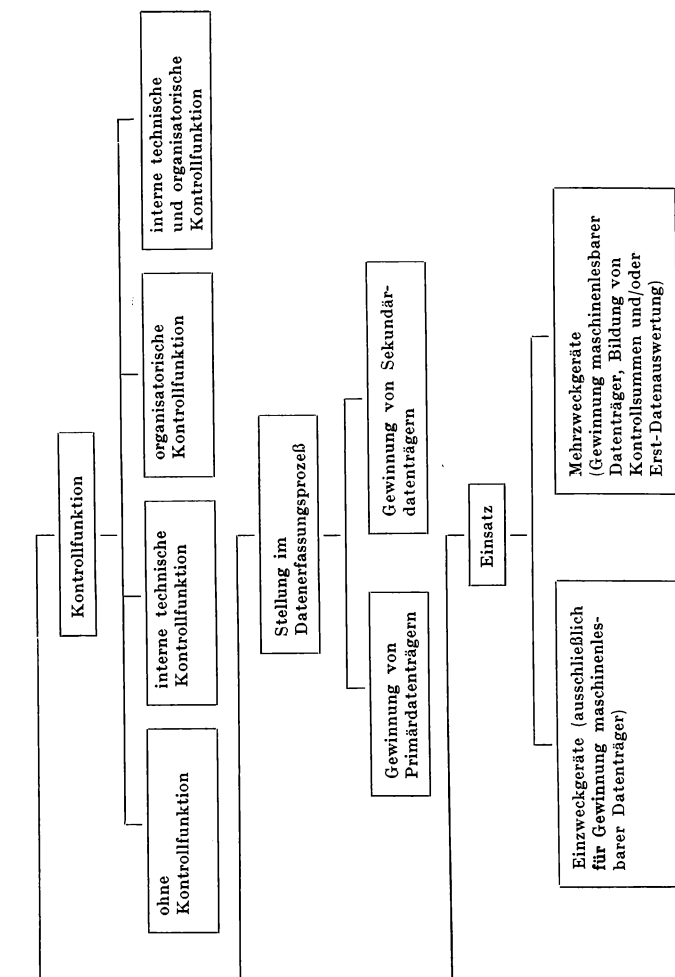 Kontrollfunktion
ohne
Kontrollfunktion
interne technische
Kontrollfunktion
organisatorische
Kontrollfunktion
interne technische
und organisatorische
Kontrollfunktion
Stellung im
Datenerfassungsprozeß
Gewinnung von
Primärdatenträgern
Gewinnung von Sekundär-
datenträgern
Einsatz
Einzweckgeräte (ausschließlich
für Gewinnung maschinenles-
barer Datenträger)
Mehrzweckgeräte
(Gewinnung maschinenlesbarer
Datenträger, Bildung von
Kontrollsummen und/oder
Erst-Datenauswertung)